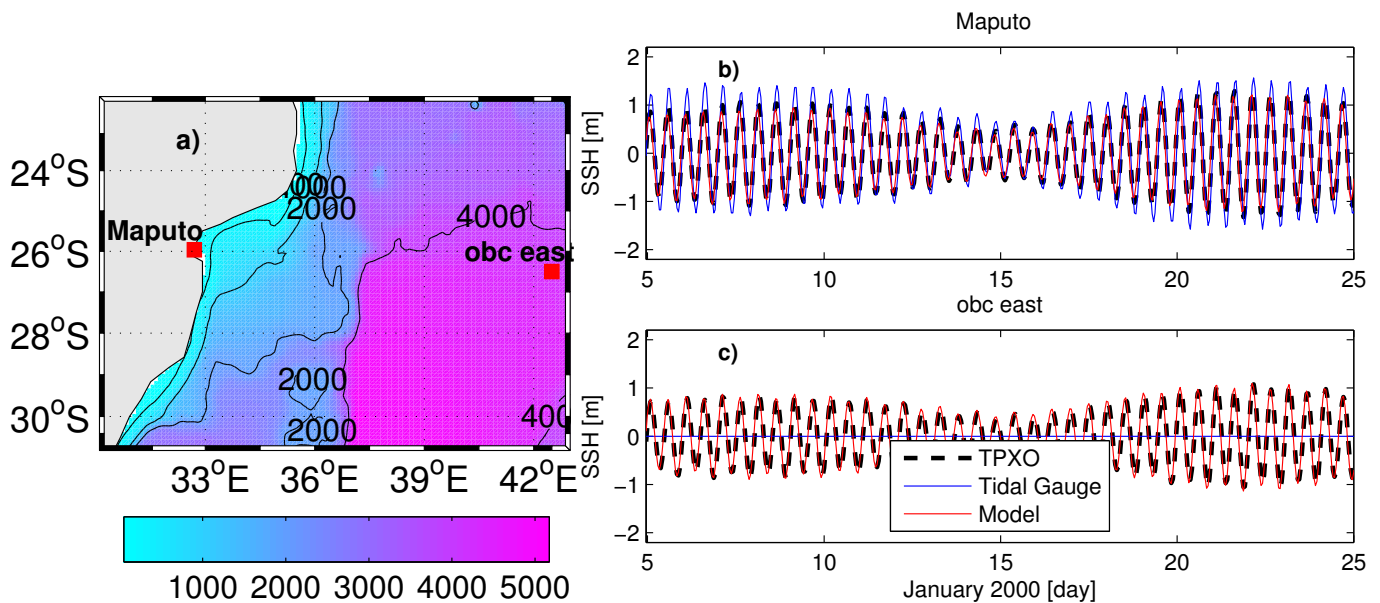 a)
24°S
26°S
28°S
30°S
Maputo
obc east
2000
4000
2000
2000
400
33°E 36°E 39°E 42°E
1000 2000 3000 4000 5000
Maputo
b)
SSH [m]
2
1
0
−1
−2
5 10 15 20 25
obc east
c)
SSH [m]
2
1
0
−1
−2
TPXO
Tidal Gauge
Model
5 10 15 20 25
January 2000 [day]